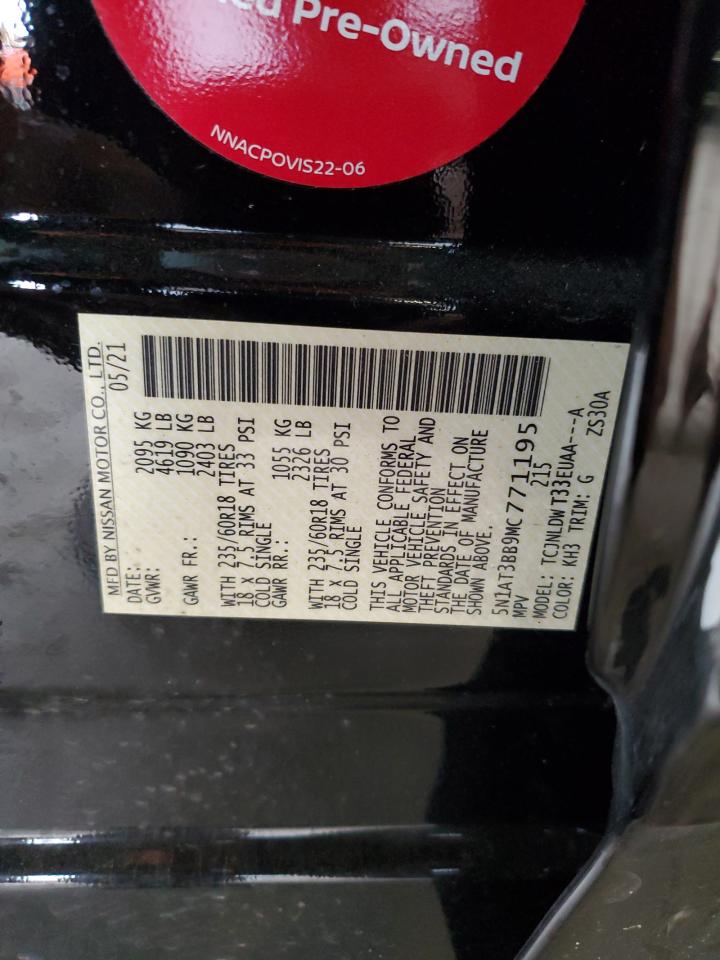 Pre-Owned
NNACPOVIS22-06
MFD BY NISSAN MOTOR CO., LTD.
DATE: 05/21
GVWR: 2095 KG
4619 LB
GAWR FR.: 1090 KG
2403 LB
WITH 235/60R18 TIRES
18 X 7.5 RIMS AT 33 PSI
COLD SINGLE
GAWR RR.: 1055 KG
2326 LB
WITH 235/60R18 TIRES
18 X 7.5 RIMS AT 30 PSI
COLD SINGLE
THIS VEHICLE CONFORMS TO
ALL APPLICABLE FEDERAL
MOTOR VEHICLE SAFETY AND
THEFT PREVENTION
STANDARDS IN EFFECT ON
THE DATE OF MANUFACTURE
SHOWN ABOVE.
5N1AT3BB9MC771195
MPV 215
MODEL: TCJNLDWT33EUAA---A
COLOR: KH3 TRIM: G ZS30A